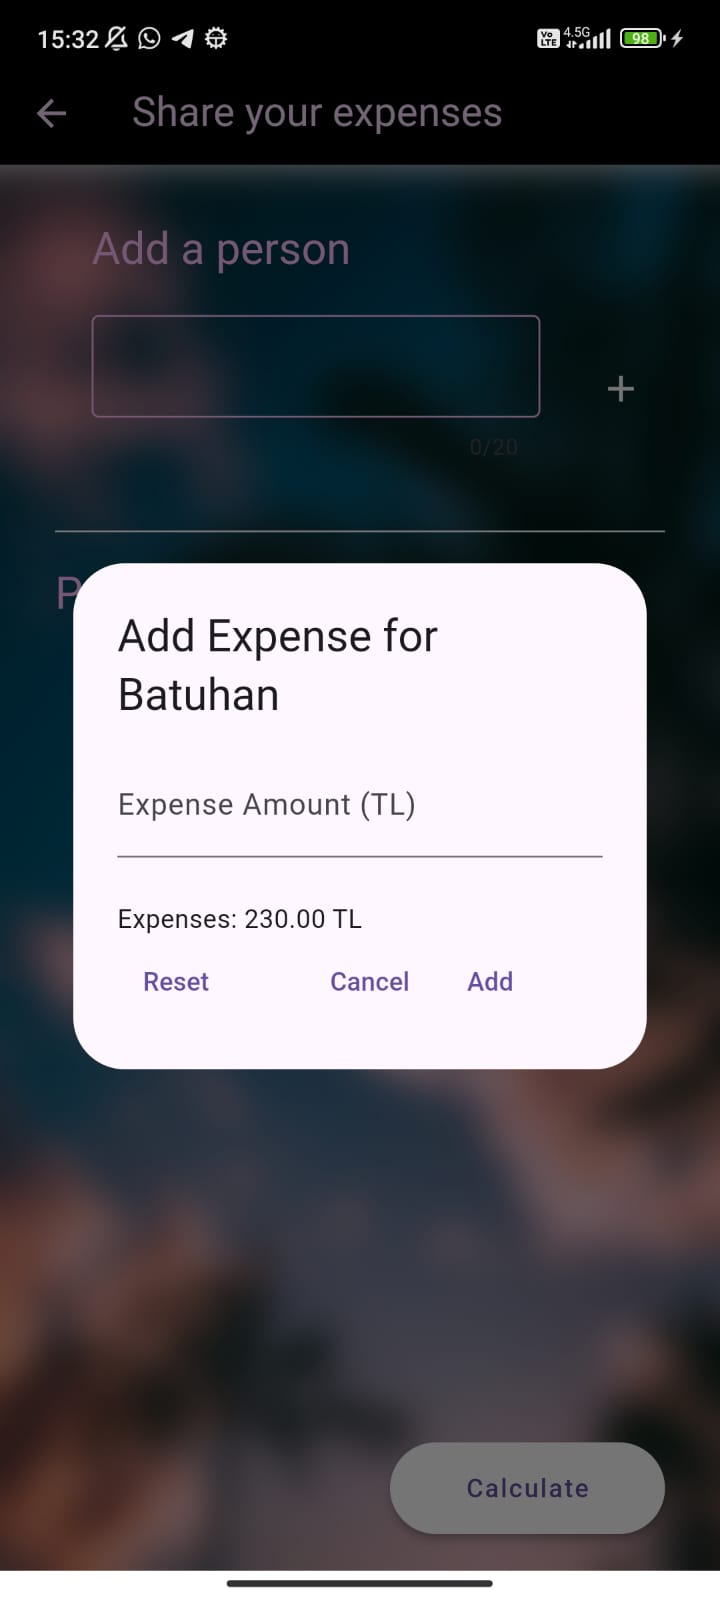 15:32
Vo LTE 4.5G 98
Share your expenses
Add a person
+
0/20
P
Add Expense for
Batuhan
Expense Amount (TL)
Expenses: 230.00 TL
Reset Cancel Add
Calculate